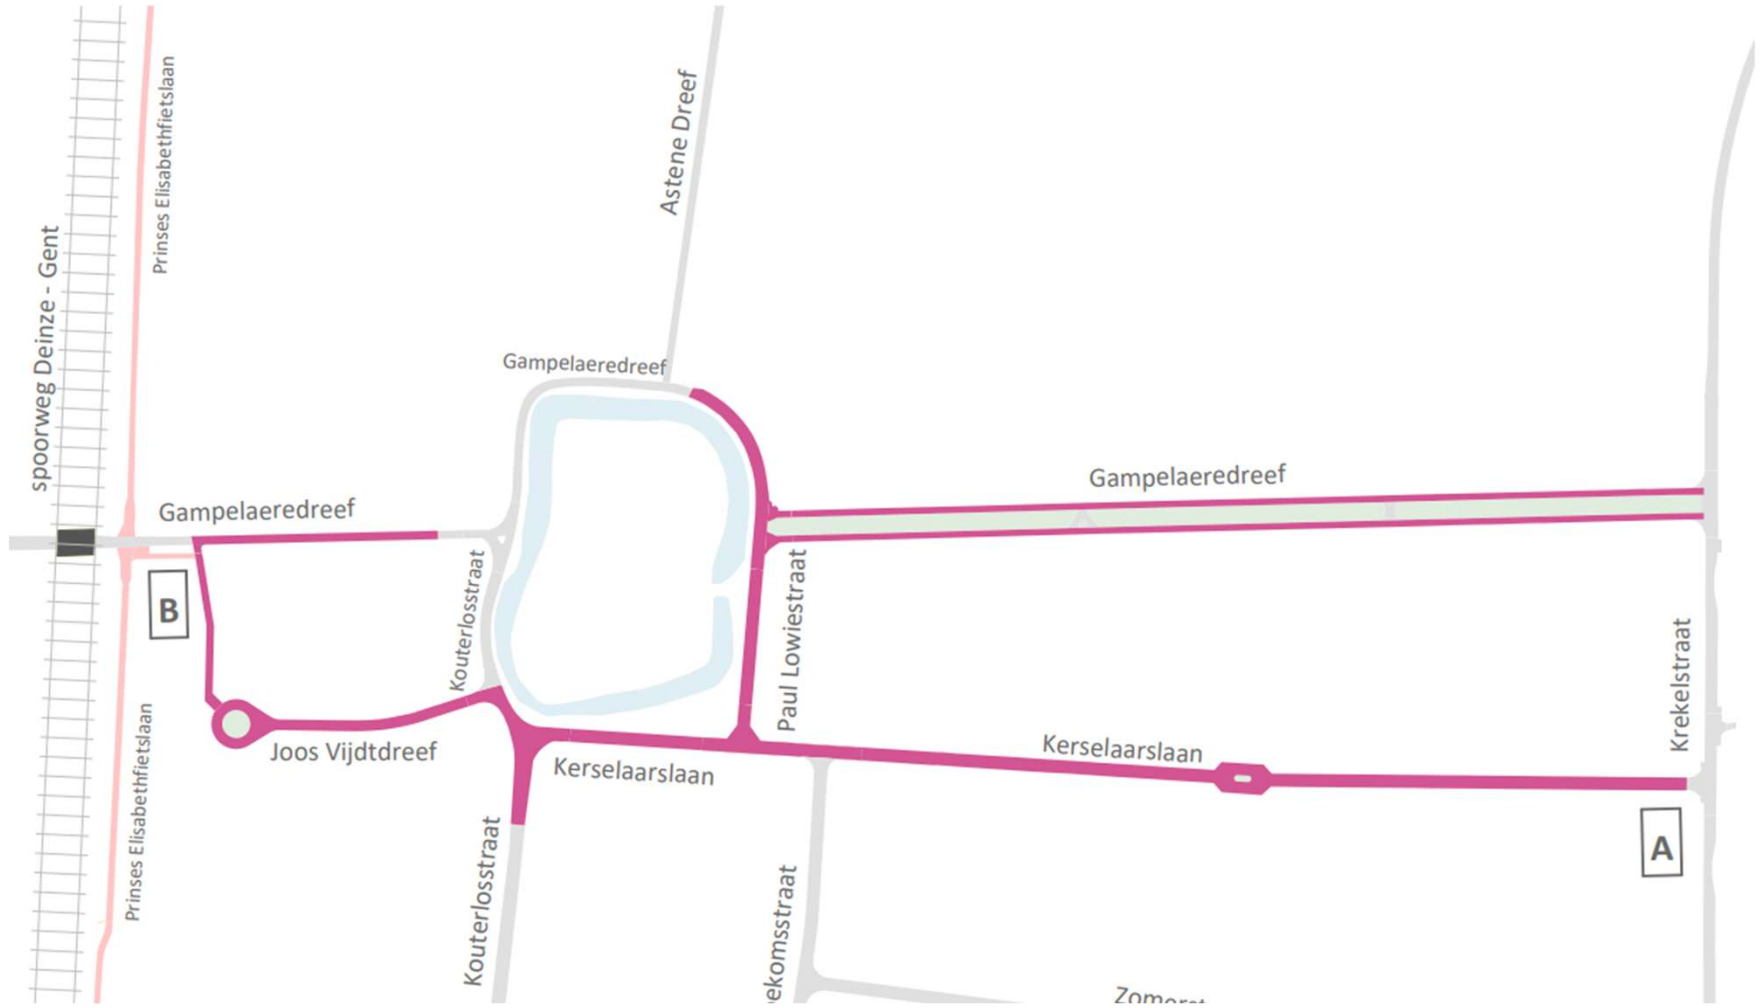 Prinses Elisabethfietslaan
Astene Dreef
spoorweg Deinze - Gent
Gampelaeredreef
Gampelaeredreef
Gampelaeredreef
B
Kouterlosstraat
Paul Lowiestraat
Krekelstraat
Joos Vijdtdreef
Kerselaarslaan
Kerselaarslaan
Prinses Elisabethfietslaan
A
Kouterlosstraat
ekomsstraat